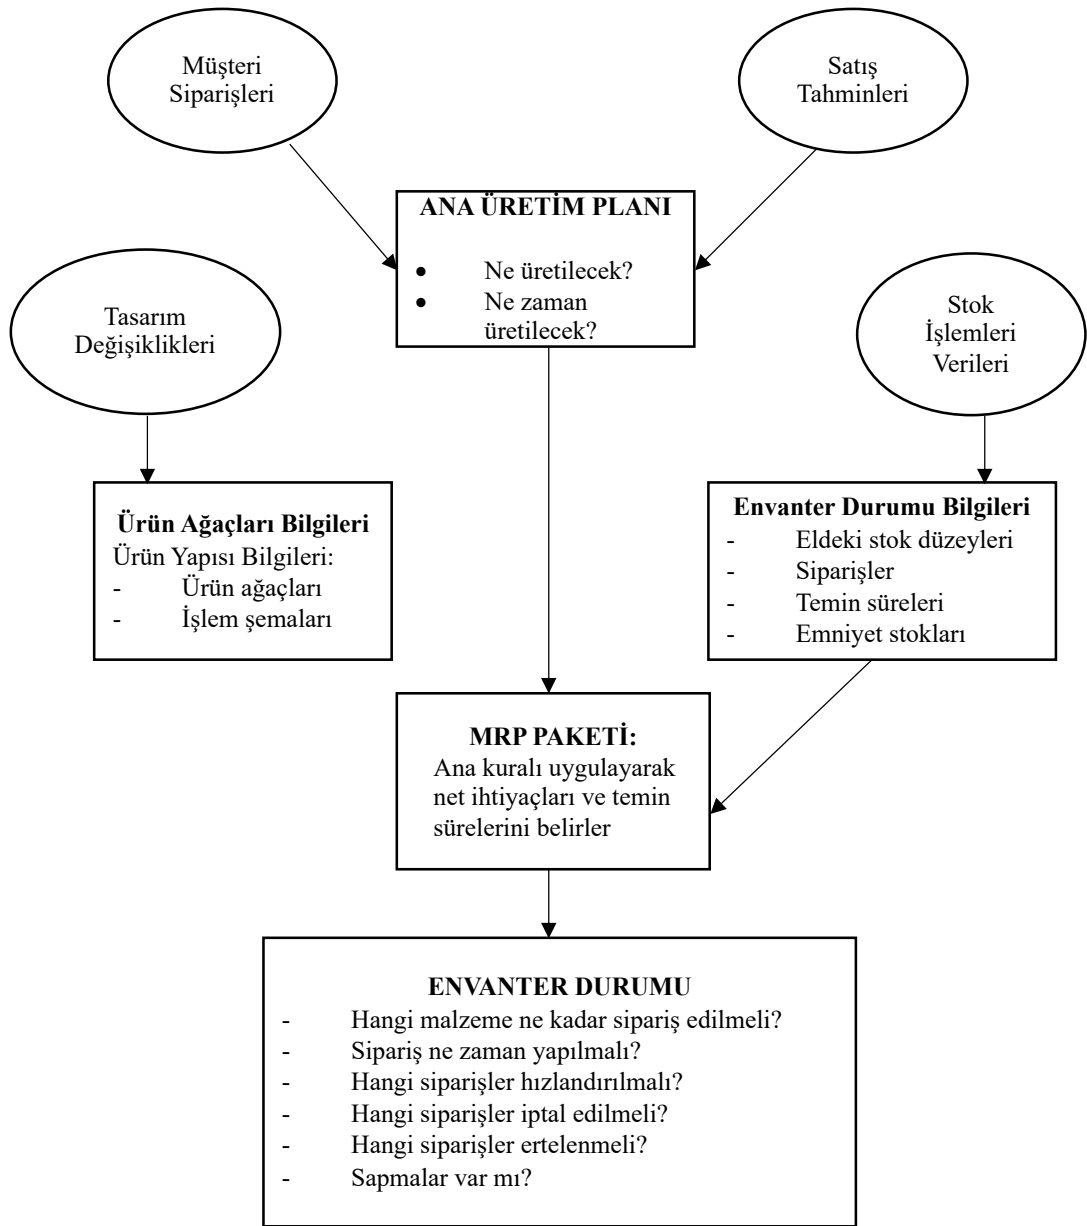 Müşteri
Siparişleri
Satış
Tahminleri
ANA ÜRETİM PLANI
• Ne üretilecek?
• Ne zaman
üretilecek?
Tasarım
Değişiklikleri
Stok
İşlemleri
Verileri
Ürün Ağaçları Bilgileri
Ürün Yapısı Bilgileri:
- Ürün ağaçları
- İşlem şemaları
Envanter Durumu Bilgileri
- Eldeki stok düzeyleri
- Siparişler
- Temin süreleri
- Emniyet stokları
MRP PAKETİ:
Ana kuralı uygulayarak
net ihtiyaçları ve temin
sürelerini belirler
ENVANTER DURUMU
- Hangi malzeme ne kadar sipariş edilmeli?
- Sipariş ne zaman yapılmalı?
- Hangi siparişler hızlandırılmalı?
- Hangi siparişler iptal edilmeli?
- Hangi siparişler ertelenmeli?
- Sapmalar var mı?